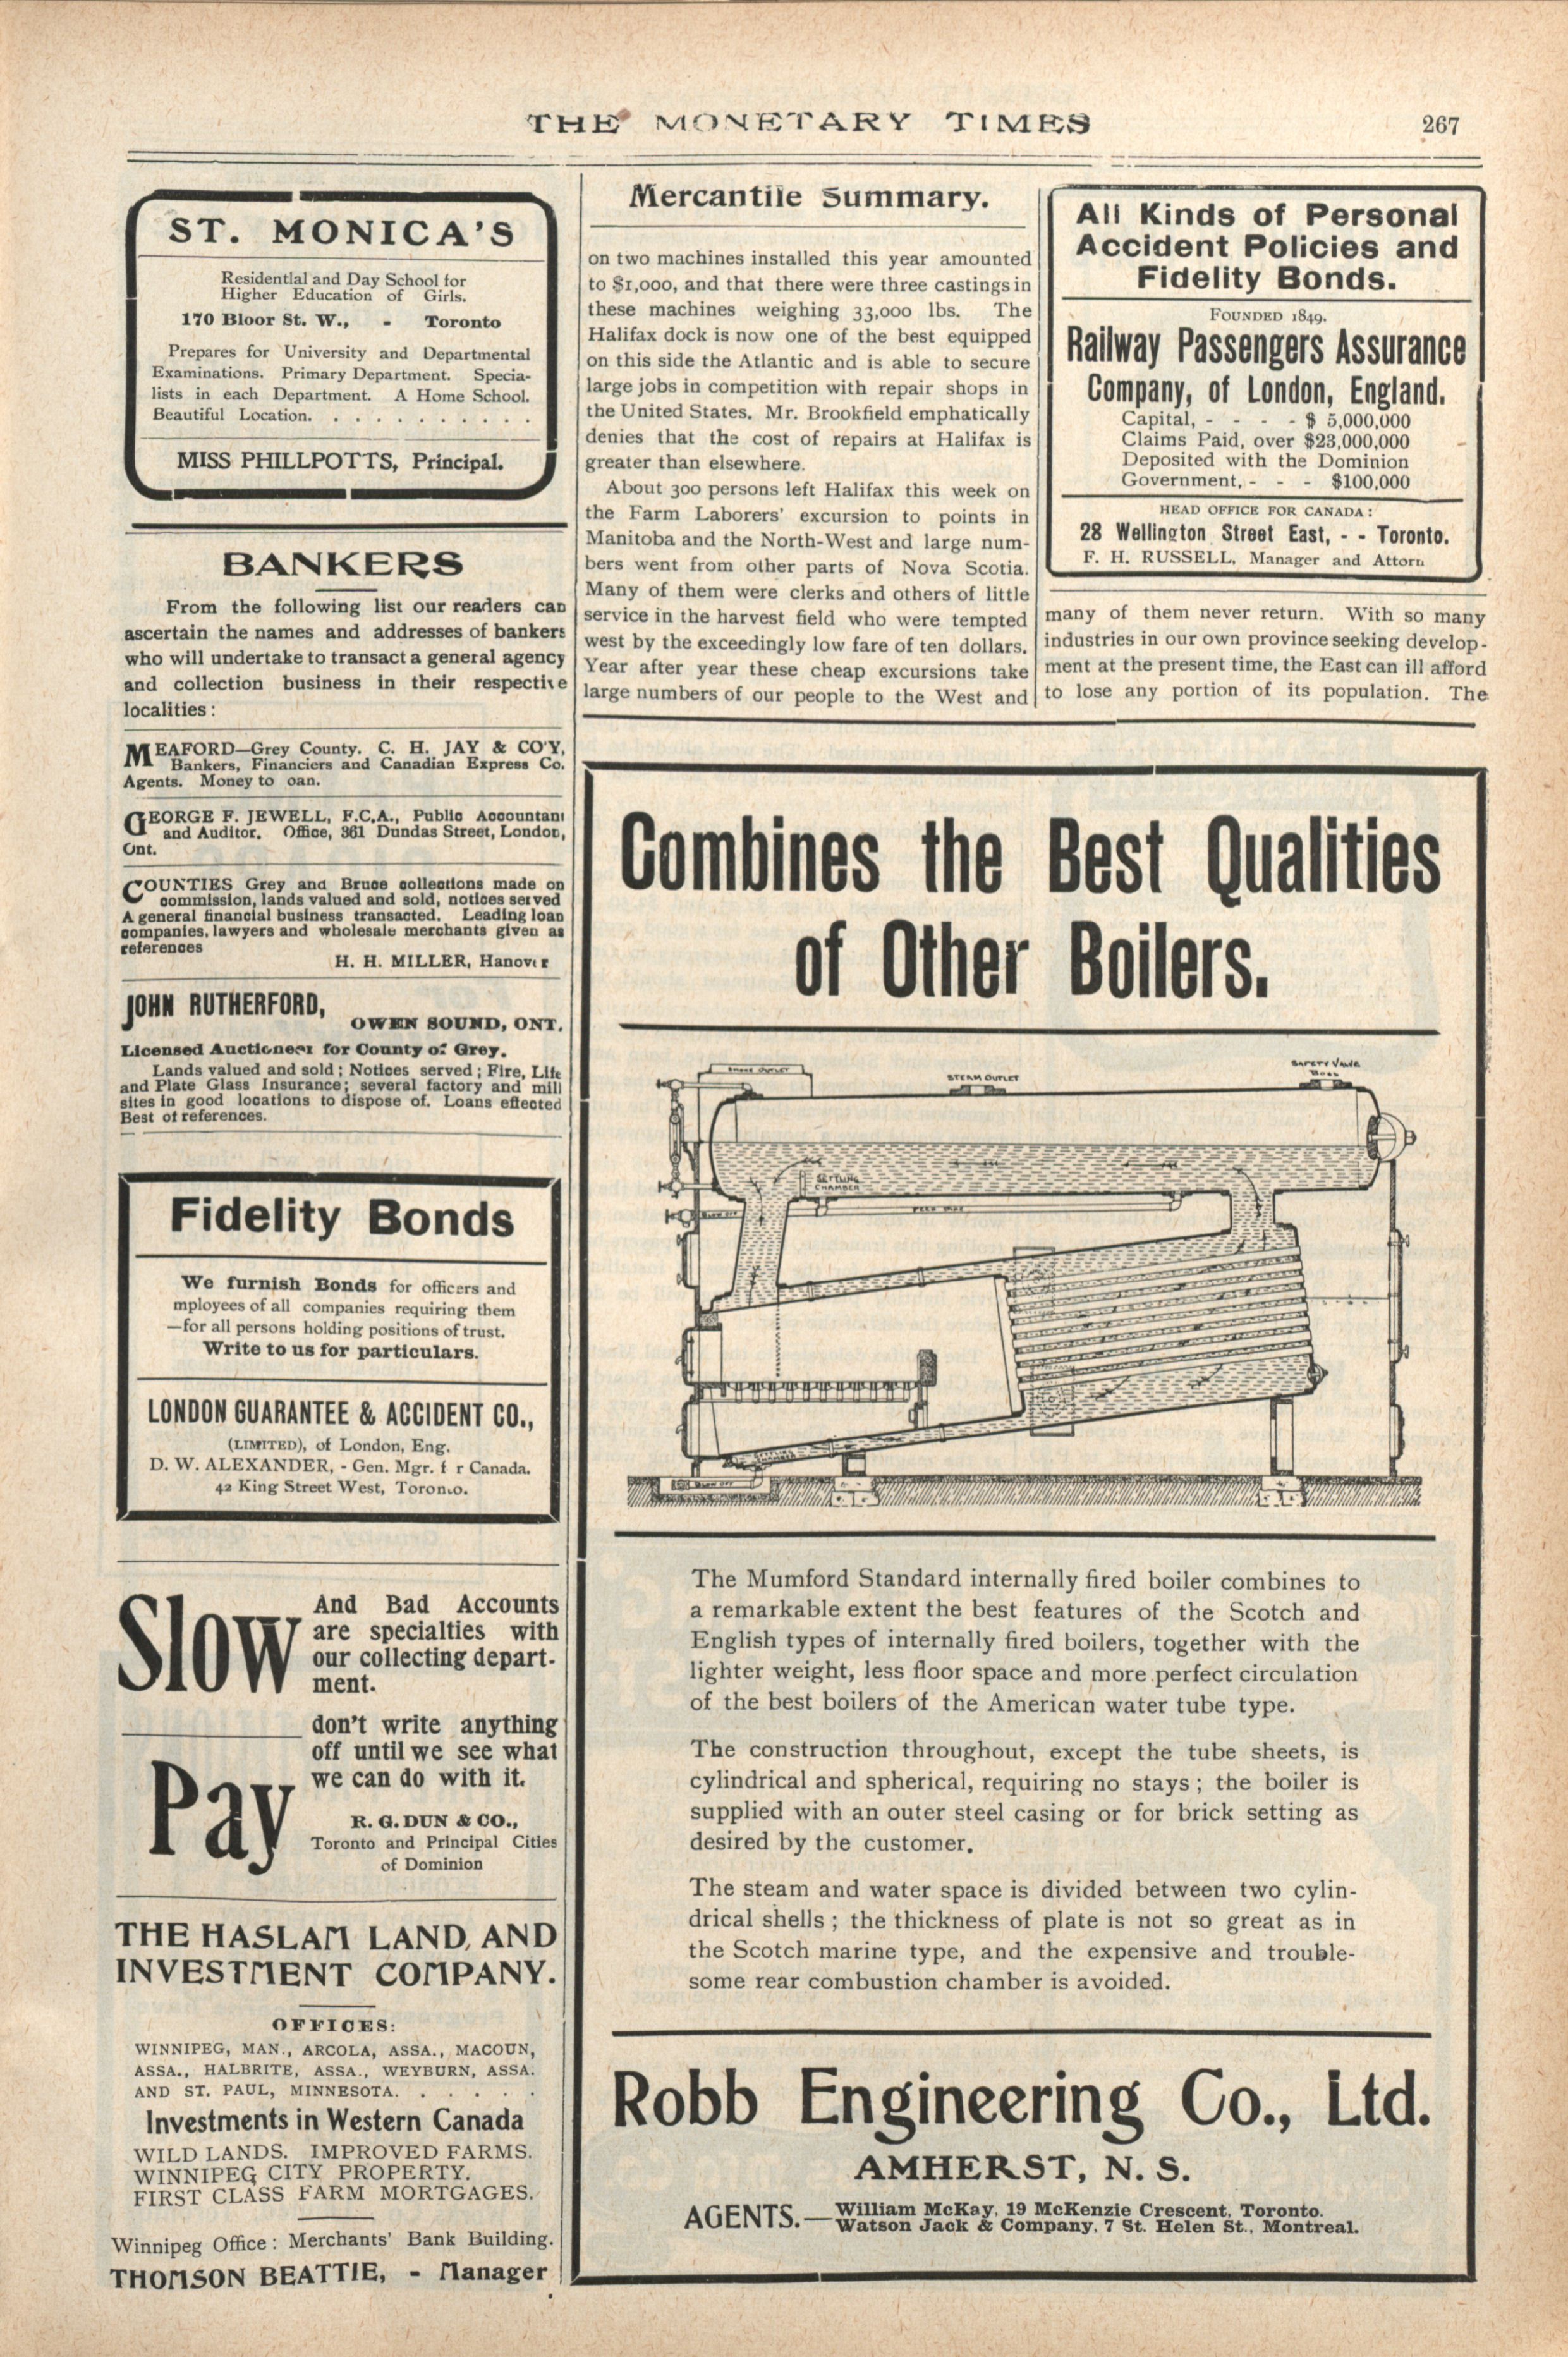 THE MONETARY TIMES
267
ST. MONICA'S
Residential and Day School for
Higher Education of Girls.
170 Bloor St. W., - Toronto
Prepares for University and Departmental
Examinations. Primary Department. Specia-
lists in each Department. A Home School.
Beautiful Location. . . . . . . . . . .
MISS PHILLPOTTS, Principal.
BANKERS
From the following list our readers can
ascertain the names and addresses of bankers
who will undertake to transact a general agency
and collection business in their respective
localities :
MEAFORD—Grey County. C. H. JAY & CO'Y,
Bankers, Financiers and Canadian Express Co.
Agents. Money to oan.
GEORGE F. JEWELL, F.C.A., Public Accountant
and Auditor. Office, 361 Dundas Street, London,
Ont.
COUNTIES Grey and Bruce collections made on
commission, lands valued and sold, notices served
A general financial business transacted. Leading loan
companies, lawyers and wholesale merchants given as
references
H. H. MILLER, Hanover
JOHN RUTHERFORD,
OWEN SOUND, ONT.
Licensed Auctioneer for County of Grey.
Lands valued and sold ; Notices served ; Fire, Life
and Plate Glass Insurance; several factory and mill
sites in good locations to dispose of. Loans effected
Best of references.
Fidelity Bonds
We furnish Bonds for officers and
mployees of all companies requiring them
—for all persons holding positions of trust.
Write to us for particulars.
LONDON GUARANTEE & ACCIDENT CO.,
(LIMITED), of London, Eng.
D. W. ALEXANDER, - Gen. Mgr. f r Canada.
42 King Street West, Toronto.
Slow
And Bad Accounts
are specialties with
our collecting depart-
ment.
Pay
don't write anything
off until we see what
we can do with it.
R. G. DUN & CO.,
Toronto and Principal Cities
of Dominion
THE HASLAM LAND, AND
INVESTMENT COMPANY.
OFFICES:
WINNIPEG, MAN., ARCOLA, ASSA., MACOUN,
ASSA., HALBRITE, ASSA., WEYBURN, ASSA.
AND ST. PAUL, MINNESOTA. . . . . .
Investments in Western Canada
WILD LANDS. IMPROVED FARMS.
WINNIPEG CITY PROPERTY.
FIRST CLASS FARM MORTGAGES.
Winnipeg Office : Merchants' Bank Building.
THOMSON BEATTIE, - Manager
Mercantile Summary.
on two machines installed this year amounted
to $1,000, and that there were three castings in
these machines weighing 33,000 lbs. The
Halifax dock is now one of the best equipped
on this side the Atlantic and is able to secure
large jobs in competition with repair shops in
the United States. Mr. Brookfield emphatically
denies that the cost of repairs at Halifax is
greater than elsewhere.
About 300 persons left Halifax this week on
the Farm Laborers' excursion to points in
Manitoba and the North-West and large num-
bers went from other parts of Nova Scotia.
Many of them were clerks and others of little
service in the harvest field who were tempted
west by the exceedingly low fare of ten dollars.
Year after year these cheap excursions take
large numbers of our people to the West and
All Kinds of Personal
Accident Policies and
Fidelity Bonds.
FOUNDED 1849.
Railway Passengers Assurance
Company, of London, England.
Capital, - - - - $ 5,000,000
Claims Paid, over $23,000,000
Deposited with the Dominion
Government, - - - $100,000
HEAD OFFICE FOR CANADA :
28 Wellington Street East, - - Toronto.
F. H. RUSSELL, Manager and Attorn
many of them never return. With so many
industries in our own province seeking develop-
ment at the present time, the East can ill afford
to lose any portion of its population. The
Combines the Best Qualities
of Other Boilers.
SMOKE OUTLET
STEAM OUTLET
SAFETY VALVE
SETTLING
CHAMBER
FEED PIPE
The Mumford Standard internally fired boiler combines to
a remarkable extent the best features of the Scotch and
English types of internally fired boilers, together with the
lighter weight, less floor space and more perfect circulation
of the best boilers of the American water tube type.
The construction throughout, except the tube sheets, is
cylindrical and spherical, requiring no stays ; the boiler is
supplied with an outer steel casing or for brick setting as
desired by the customer.
The steam and water space is divided between two cylin-
drical shells ; the thickness of plate is not so great as in
the Scotch marine type, and the expensive and trouble-
some rear combustion chamber is avoided.
Robb Engineering Co., Ltd.
AMHERST, N. S.
AGENTS.— William McKay, 19 McKenzie Crescent, Toronto.
Watson Jack & Company, 7 St. Helen St., Montreal.